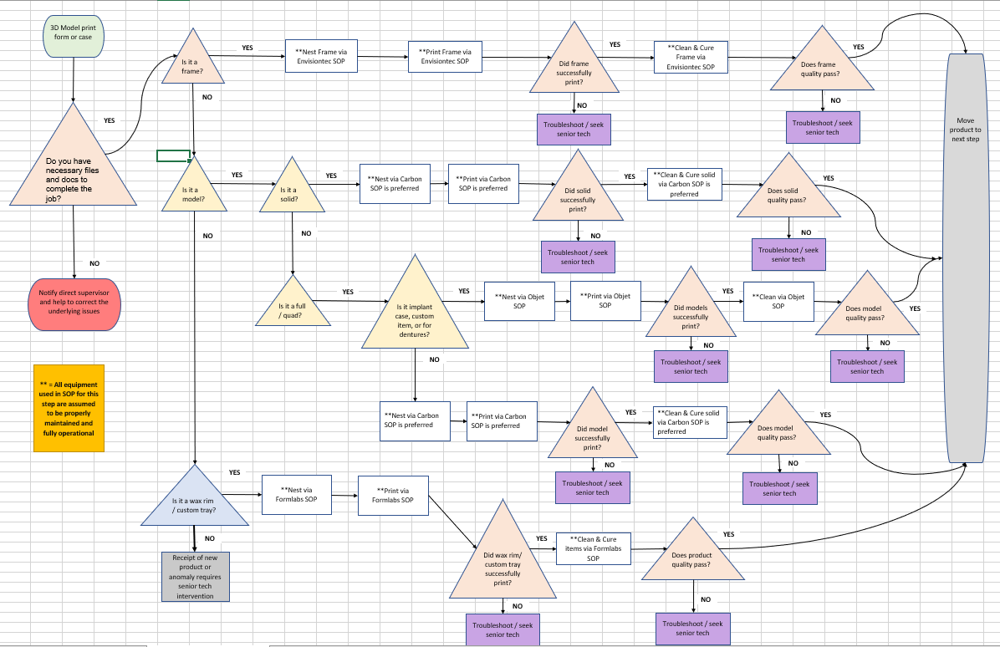 3D Model print
form or case
YES
Is it a
frame?
YES
**Nest Frame via
Envisiontec SOP
**Print Frame via
Envisiontec SOP
Did frame
successfully
print?
YES
**Clean & Cure
Frame via
Envisiontec SOP
Does frame
quality pass?
YES
NO
NO
NO
Troubleshoot / seek
senior tech
Troubleshoot / seek
senior tech
Move
product to
next step
Do you have
necessary files
and docs to
complete the
job?
NO
Notify direct supervisor
and help to correct the
underlying issues
** = All equipment
used in SOP for this
step are assumed
to be properly
maintained and
fully operational
Is it a
model?
YES
Is it a
solid?
YES
**Nest via Carbon
SOP is preferred
**Print via Carbon
SOP is preferred
Did solid
successfully
print?
YES
**Clean & Cure solid
via Carbon SOP is
preferred
Does solid
quality pass?
YES
NO
NO
NO
NO
Troubleshoot / seek
senior tech
Troubleshoot / seek
senior tech
Is it a full
/ quad?
YES
Is it implant
case, custom
item, or for
dentures?
YES
**Nest via Objet
SOP
**Print via Objet
SOP
Did models
successfully
print?
YES
**Clean via Objet
SOP
Does model
quality pass?
YES
NO
NO
NO
Troubleshoot / seek
senior tech
Troubleshoot / seek
senior tech
**Nest via Carbon
SOP is preferred
**Print via Carbon
SOP is preferred
Did model
successfully
print?
YES
**Clean & Cure solid
via Carbon SOP is
preferred
Does model
quality pass?
YES
NO
NO
Troubleshoot / seek
senior tech
Troubleshoot / seek
senior tech
Is it a wax rim
/ custom tray?
YES
**Nest via
Formlabs SOP
**Print via
Formlabs SOP
NO
Receipt of new
product or
anomaly requires
senior tech
intervention
Did wax rim/
custom tray
successfully
print?
YES
**Clean & Cure
items via Formlabs
SOP
Does product
quality pass?
YES
NO
NO
Troubleshoot / seek
senior tech
Troubleshoot / seek
senior tech